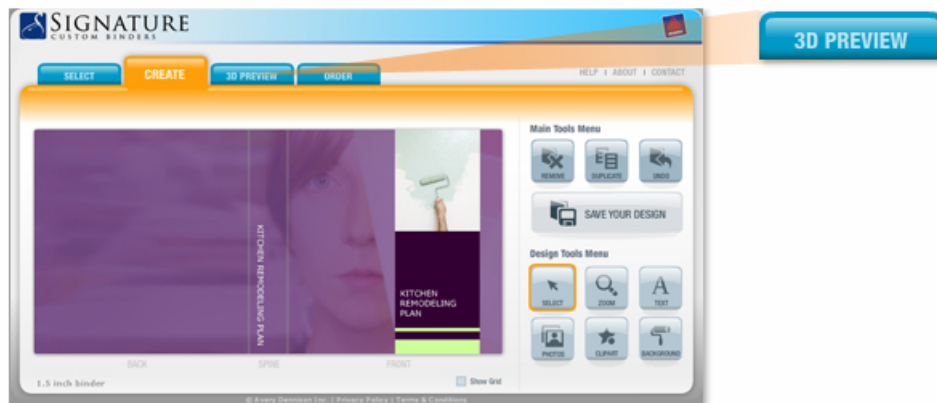 SIGNATURE
CUSTOM BINDERS
3D PREVIEW
SELECT
CREATE
3D PREVIEW
ORDER
HELP | ABOUT | CONTACT
Main Tools Menu
REMOVE
DUPLICATE
UNDO
SAVE YOUR DESIGN
Design Tools Menu
SELECT
ZOOM
TEXT
PHOTOS
CLIPART
BACKGROUND
KITCHEN REMODELING PLAN
KITCHEN
REMODELING
PLAN
BACK
SPINE
FRONT
1.5 inch binder
Show Grid
© Avery Dennison Inc. | Privacy Policy | Terms & Conditions